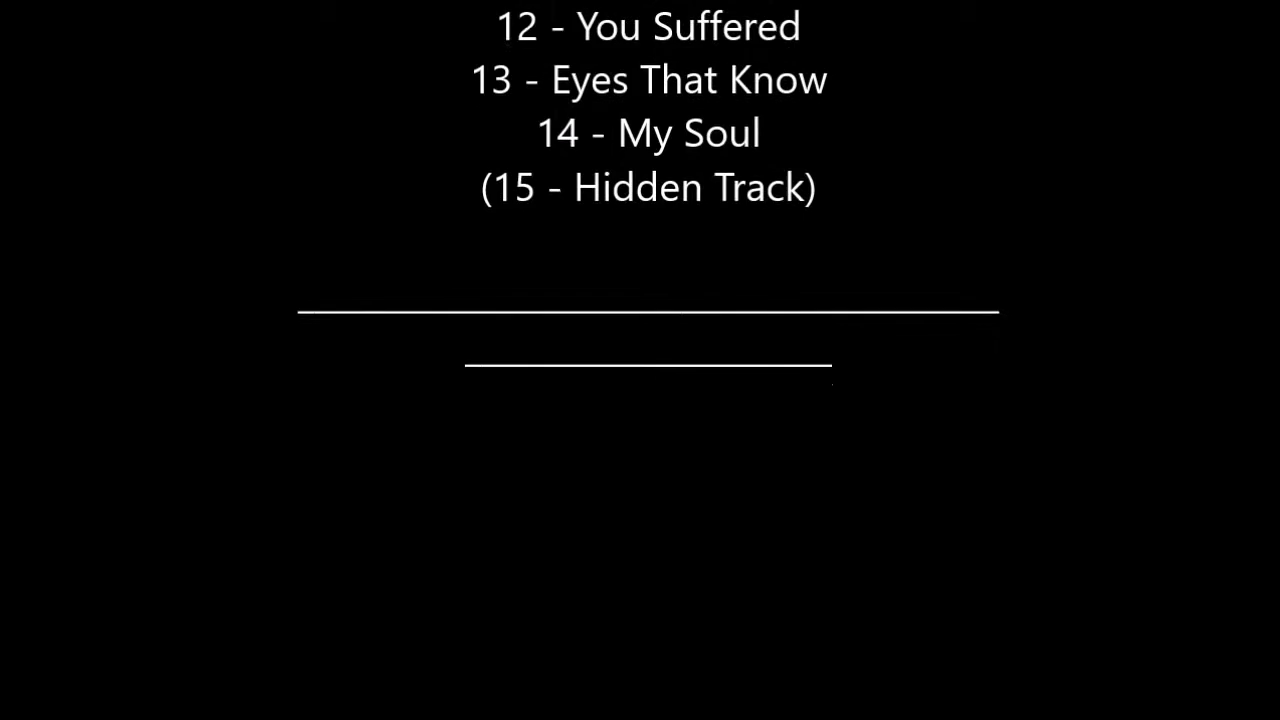 12 - You Suffered
13 - Eyes That Know
14 - My Soul
(15 - Hidden Track)